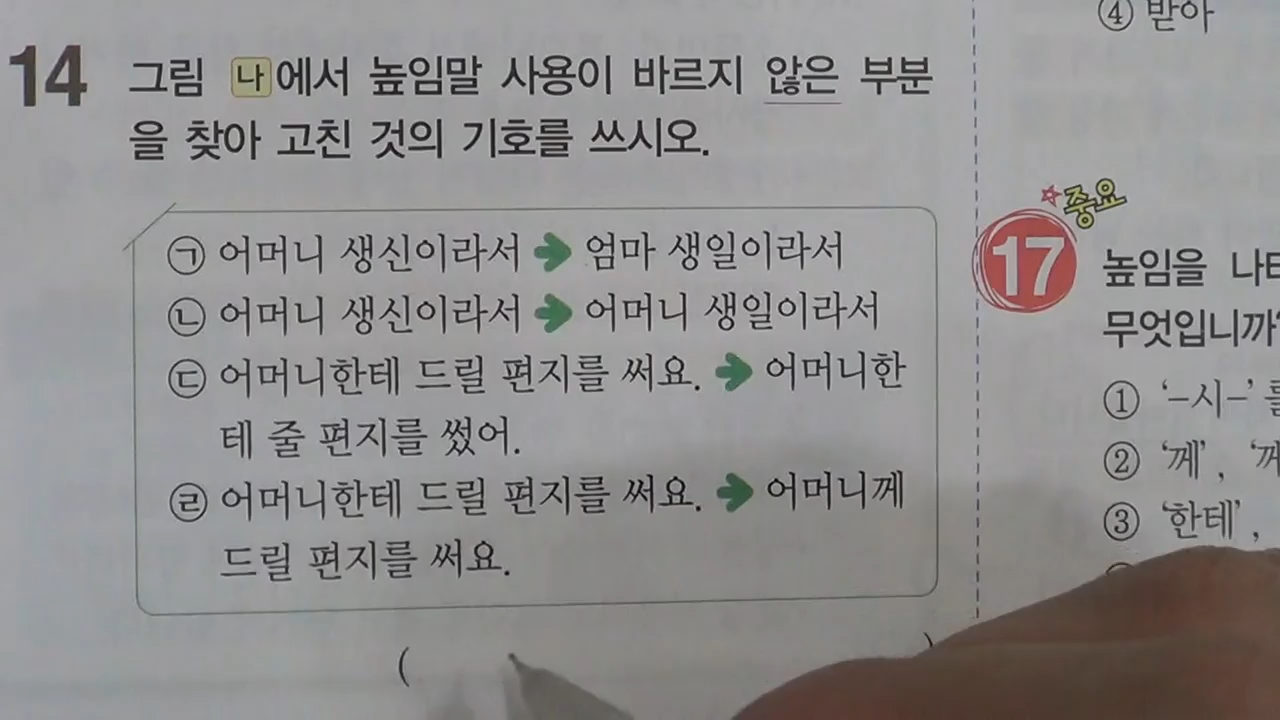 14 그림 나 에서 높임말 사용이 바르지 않은 부분
을 찾아 고친 것의 기호를 쓰시오.
㉠ 어머니 생신이라서 ➔ 엄마 생일이라서
㉡ 어머니 생신이라서 ➔ 어머니 생일이라서
㉢ 어머니한테 드릴 편지를 써요. ➔ 어머니한
테 줄 편지를 썼어.
㉣ 어머니한테 드릴 편지를 써요. ➔ 어머니께
드릴 편지를 써요.
( )
④ 받아
중요
17 높임을 나타
무엇입니까?
① ‘-시-’를
② ‘께’, ‘께
③ ‘한테’,